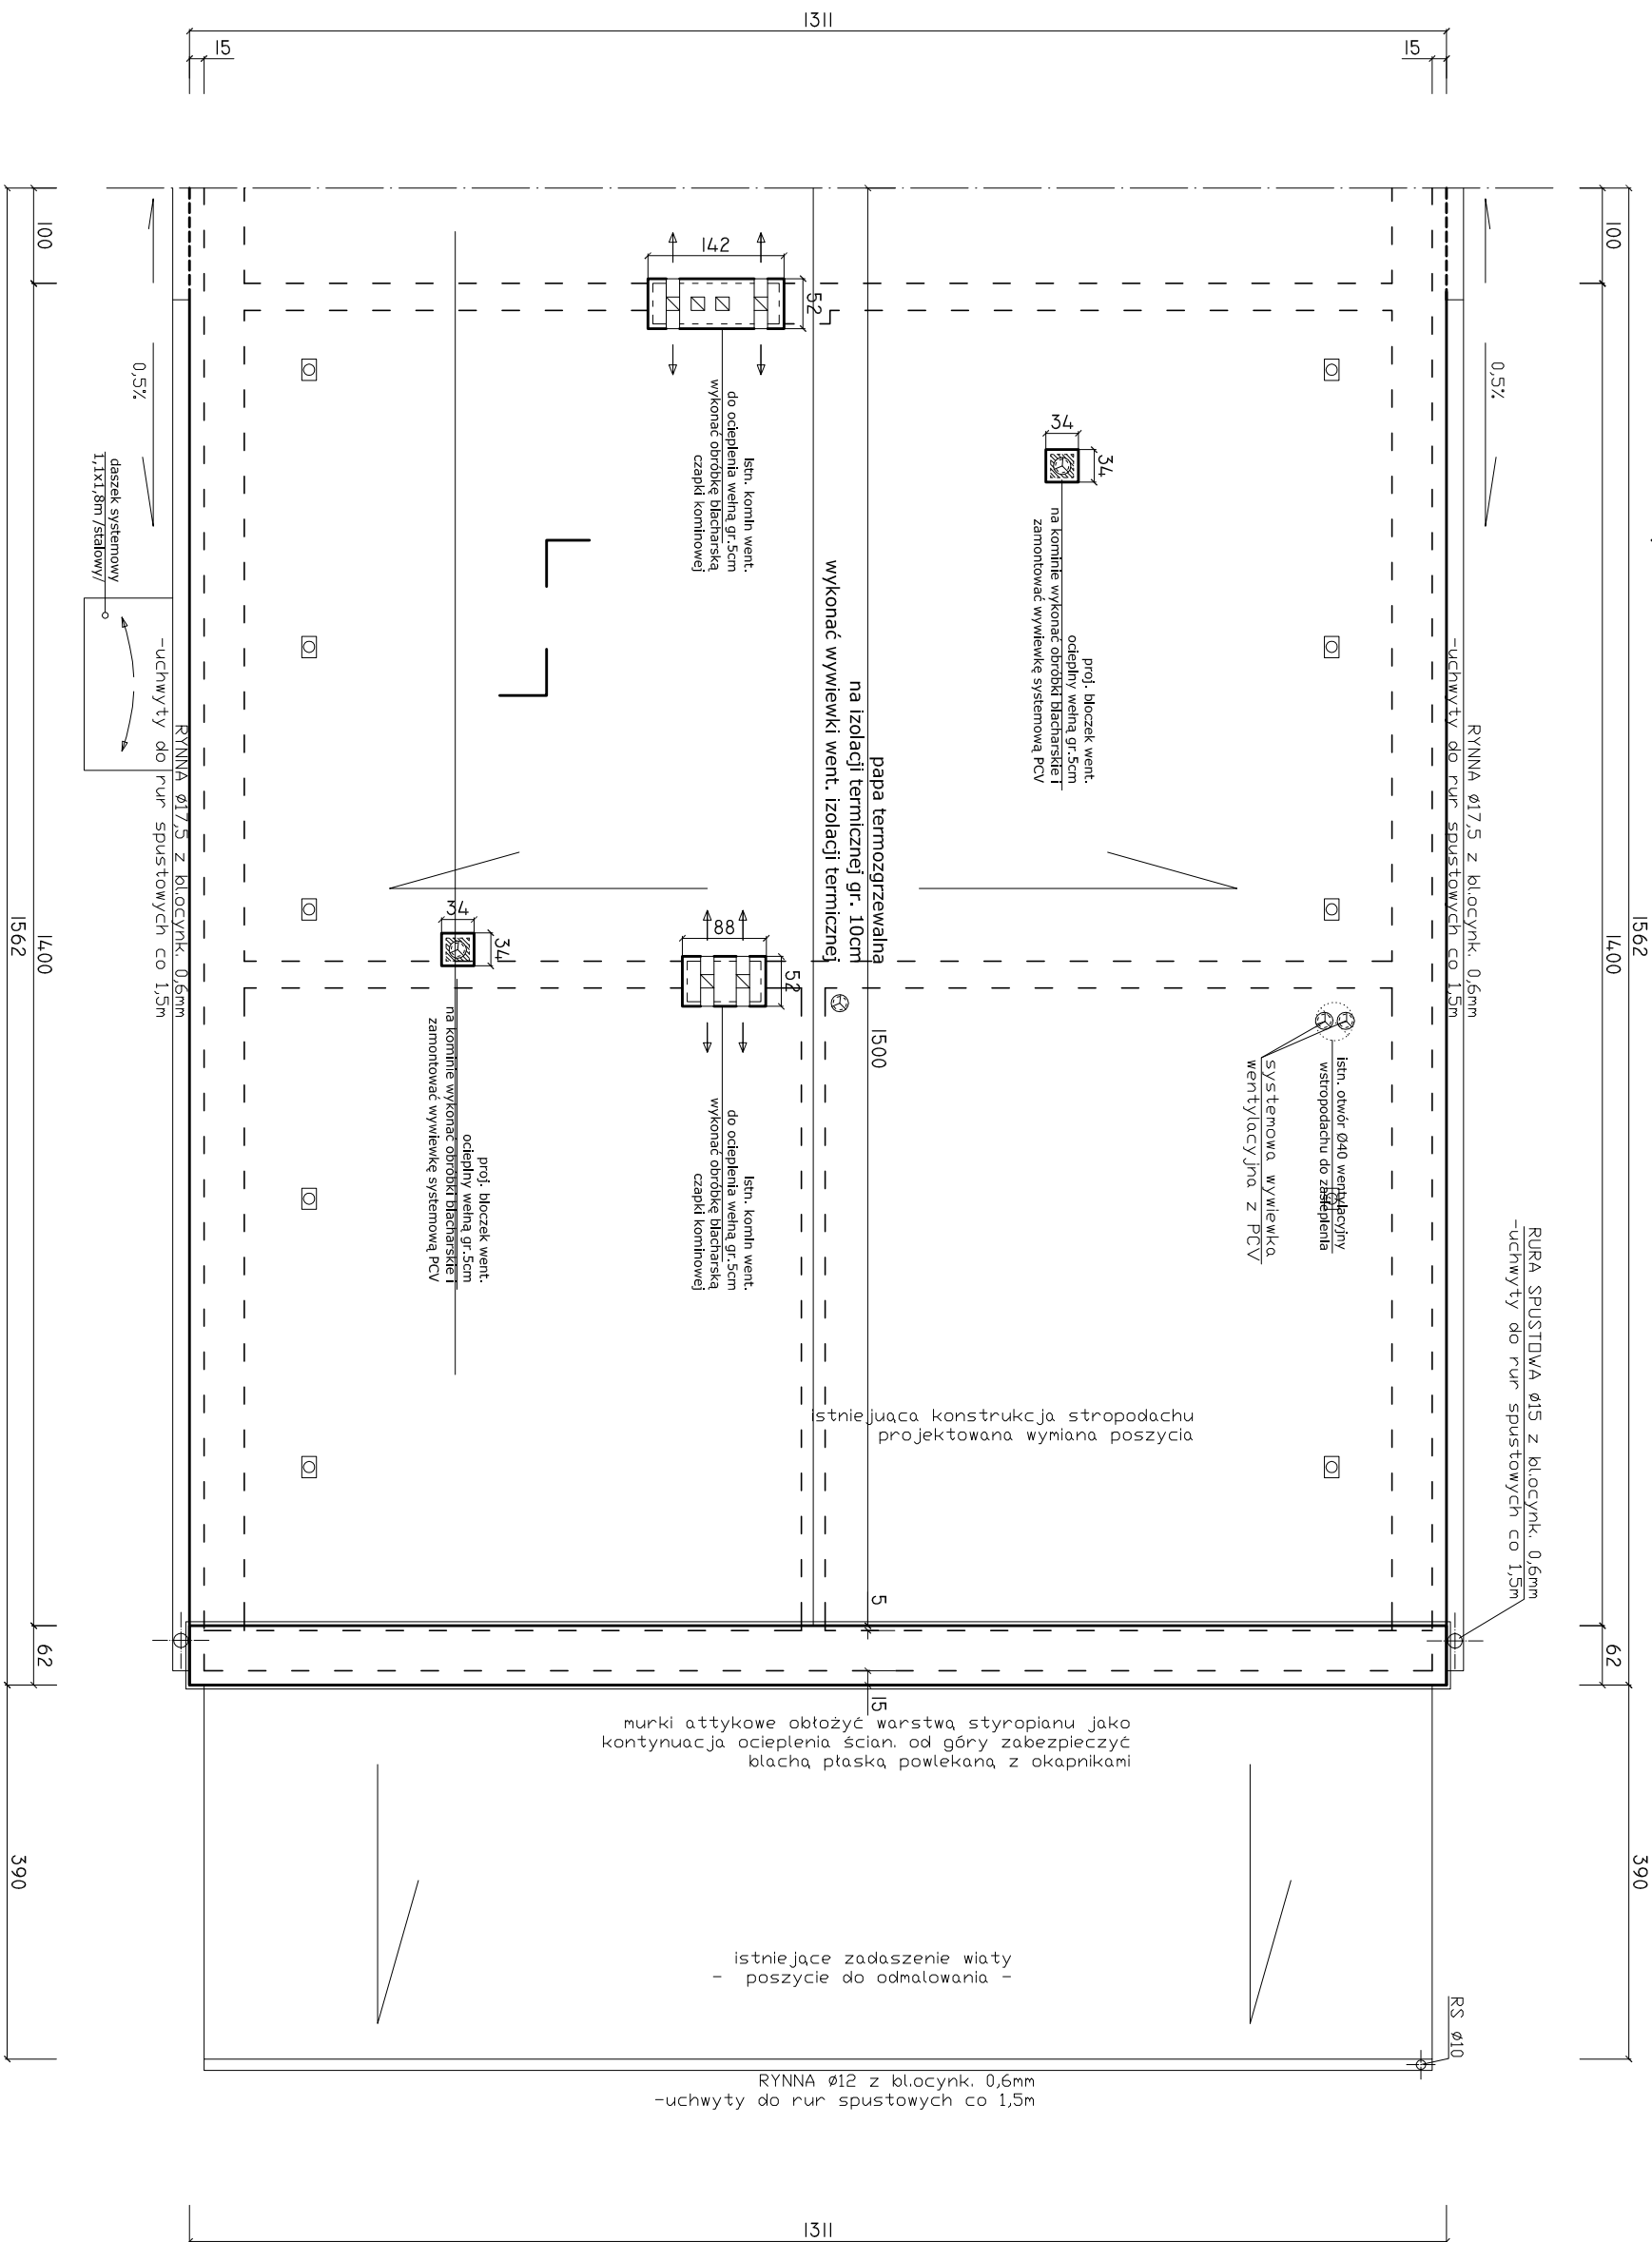 1311
15
15
100
1400
62
1562
390
100
1400
62
1562
390
0,5%
0,5%
142
52
Istn. komin went.
do ocieplenia wełną gr.5cm
wykonać obróbkę blacharską
czapki kominowej
34
34
proj. bloczek went.
ocieplny wełną gr.5cm
na kominie wykonać obróbki blacharskie i
zamontować wywiewkę systemową PCV
daszek systemowy
1,1x1,8m /stalowy/
RYNNA ø17,5 z bl.ocynk. 0,6mm
-uchwyty do rur spustowych co 1,5m
RYNNA ø17,5 z bl.ocynk. 0,6mm
-uchwyty do rur spustowych co 1,5m
papa termozgrzewalna
na izolacji termicznej gr. 10cm
wykonać wywiewki went. izolacji termicznej
1500
5
15
34
34
proj. bloczek went.
ocieplny wełną gr.5cm
na kominie wykonać obróbki blacharskie i
zamontować wywiewkę systemową PCV
88
52
Istn. komin went.
do ocieplenia wełną gr.5cm
wykonać obróbkę blacharską
czapki kominowej
istn. otwór Ø40 wentylacyjny
wstropodachu do zaślepienia
systemowa wywiewka
wentylacyjna z PCV
RURA SPUSTOWA ø15 z bl.ocynk. 0,6mm
-uchwyty do rur spustowych co 1,5m
istniejuąca konstrukcja stropodachu
projektowana wymiana poszycia
murki attykowe obłożyć warstwą styropianu jako
kontynuacja ocieplenia ścian. od góry zabezpieczyć
blachą płaską powlekaną z okapnikami
istniejące zadaszenie wiaty
- poszycie do odmalowania -
RS ø10
RYNNA ø12 z bl.ocynk. 0,6mm
-uchwyty do rur spustowych co 1,5m
1311